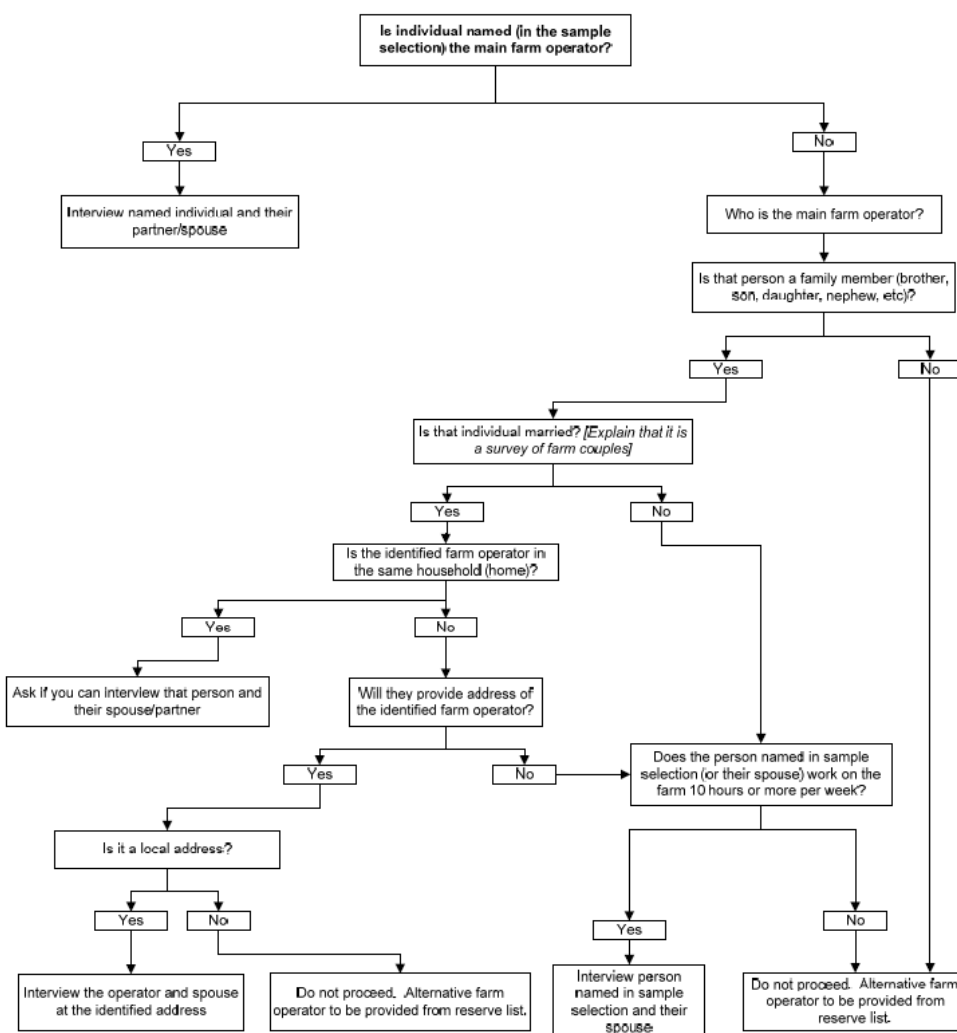 Is individual named (in the sample
selection) the main farm operator?
Yes
No
Interview named individual and their
partner/spouse
Who is the main farm operator?
Is that person a family member (brother,
son, daughter, nephew, etc)?
Yes
No
Is that individual married? [Explain that it is
a survey of farm couples]
Yes
No
Is the identified farm operator in
the same household (home)?
Yes
No
Ask if you can interview that person and
their spouse/partner
Will they provide address of
the identified farm operator?
Yes
No
Does the person named in sample
selection (or their spouse) work on the
farm 10 hours or more per week?
Is it a local address?
Yes
No
Yes
No
Interview the operator and spouse
at the identified address
Do not proceed. Alternative farm
operator to be provided from reserve list.
Interview person
named in sample
selection and their
spouse
Do not proceed. Alternative farm
operator to be provided from
reserve list.